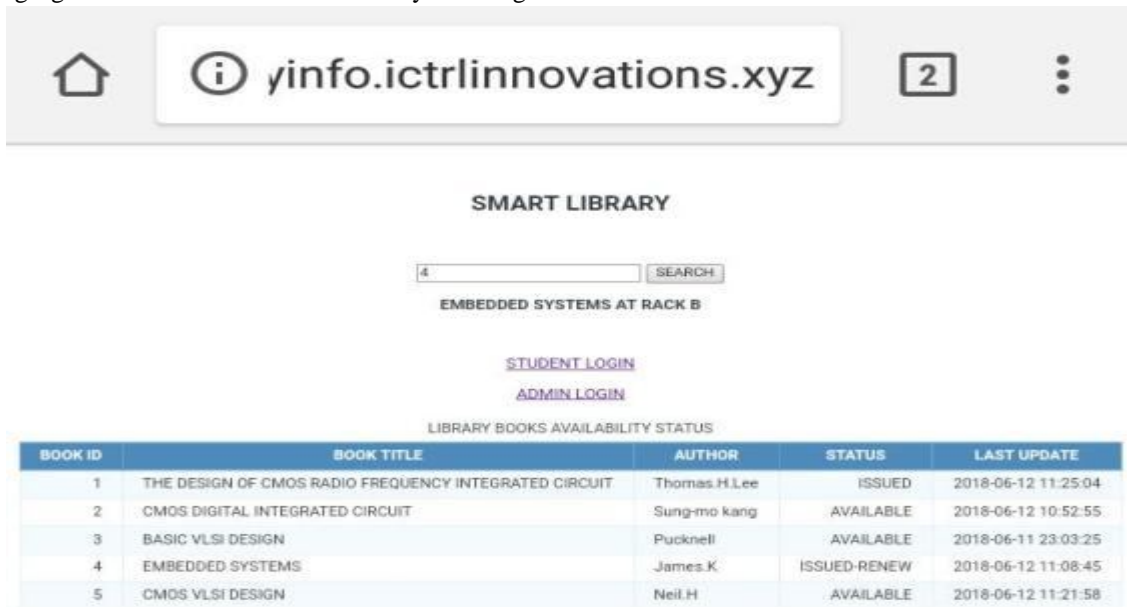 yinfo.ictrlinnovations.xyz 2
SMART LIBRARY
4 SEARCH
EMBEDDED SYSTEMS AT RACK B
STUDENT LOGIN
ADMIN LOGIN
LIBRARY BOOKS AVAILABILITY STATUS
BOOK ID BOOK TITLE AUTHOR STATUS LAST UPDATE
1 THE DESIGN OF CMOS RADIO FREQUENCY INTEGRATED CIRCUIT Thomas.H.Lee ISSUED 2018-06-12 11:25:04
2 CMOS DIGITAL INTEGRATED CIRCUIT Sung-mo kang AVAILABLE 2018-06-12 10:52:55
3 BASIC VLSI DESIGN Pucknell AVAILABLE 2018-06-11 23:03:25
4 EMBEDDED SYSTEMS James.K ISSUED-RENEW 2018-06-12 11:08:45
5 CMOS VLSI DESIGN Neil.H AVAILABLE 2018-06-12 11:21:58